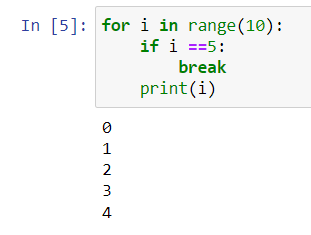 In [5]: for i in range(10):
    if i ==5:
        break
    print(i)
0
1
2
3
4